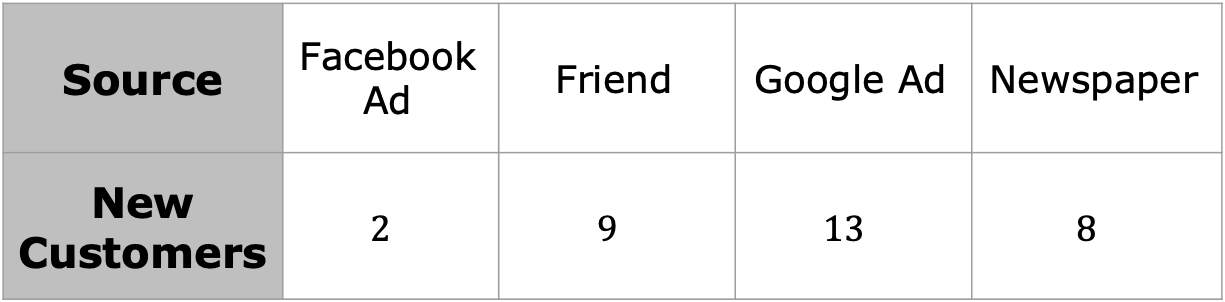 Source
Facebook
Ad
Friend
Google Ad
Newspaper
New
Customers
2
9
13
8